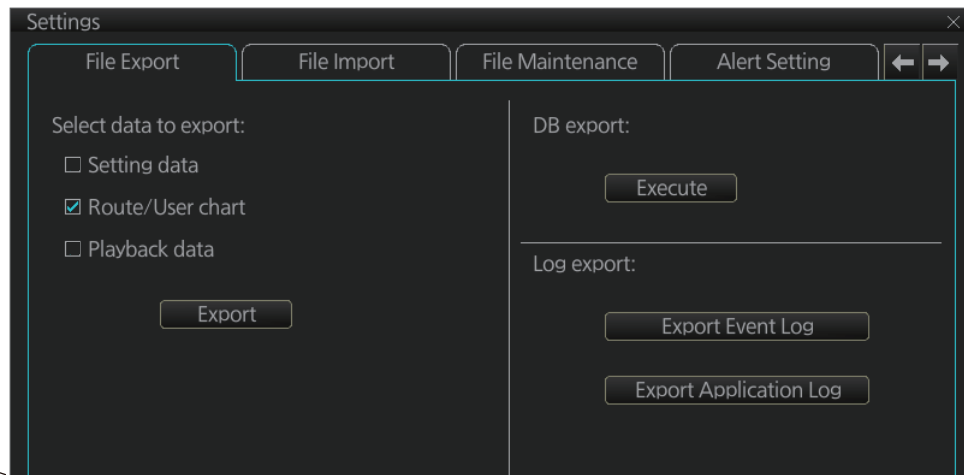 Settings
File Export
File Import
File Maintenance
Alert Setting
Select data to export:
Setting data
Route/User chart
Playback data
Export
DB export:
Execute
Log export:
Export Event Log
Export Application Log